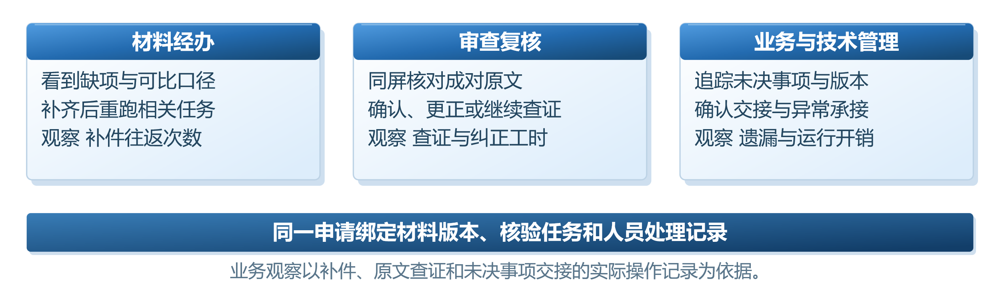 材料经办
看到缺项与可比口径
补齐后重跑相关任务
观察 补件往返次数
审查复核
同屏核对成对原文
确认、更正或继续查证
观察 查证与纠正工时
业务与技术管理
追踪未决事项与版本
确认交接与异常承接
观察 遗漏与运行开销
同一申请绑定材料版本、核验任务和人员处理记录
业务观察以补件、原文查证和未决事项交接的实际操作记录为依据。